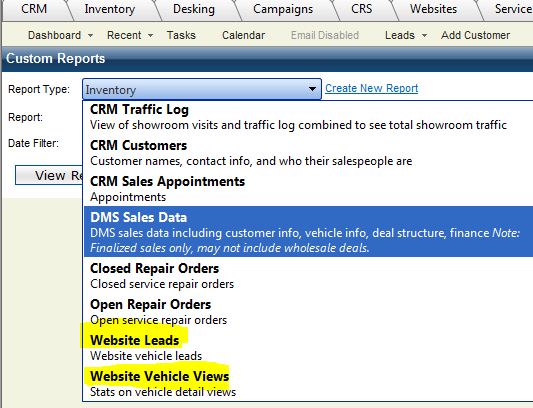 CRM Inventory Desking Campaigns CRS Websites Service
Dashboard Recent Tasks Calendar Email Disabled Leads Add Customer
Custom Reports
Report Type: Inventory Create New Report
CRM Traffic Log
View of showroom visits and traffic log combined to see total showroom traffic
Report:
CRM Customers
Date Filter:
Customer names, contact info, and who their salespeople are
View Re
CRM Sales Appointments
Appointments
DMS Sales Data
DMS sales data including customer info, vehicle info, deal structure, finance Note:
Finalized sales only, may not include wholesale deals.
Closed Repair Orders
Closed service repair orders
Open Repair Orders
Open service repair orders
Website Leads
Website vehicle leads
Website Vehicle Views
Stats on vehicle detail views